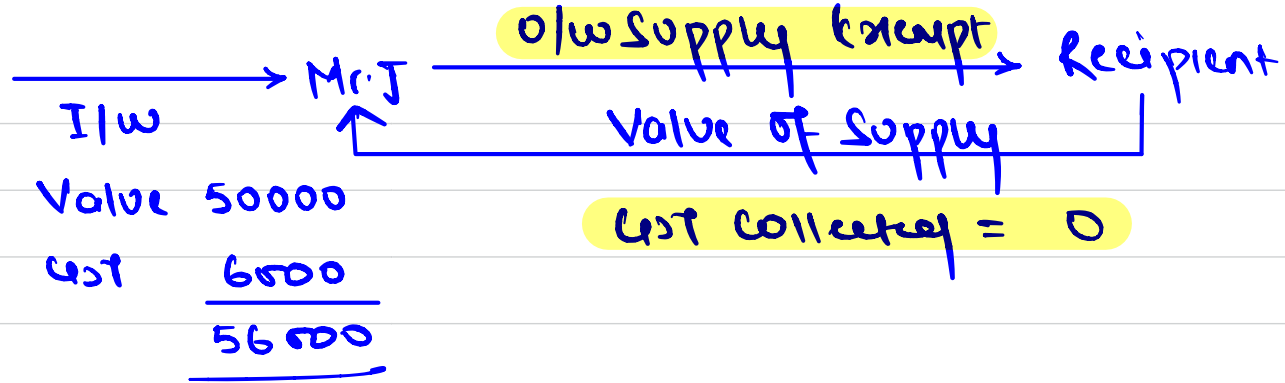 O/W Supply Exempt
Mr. J
Recipient
I/W
Value of Supply
Value 50000
GST Collected = 0
GST 6000
56000